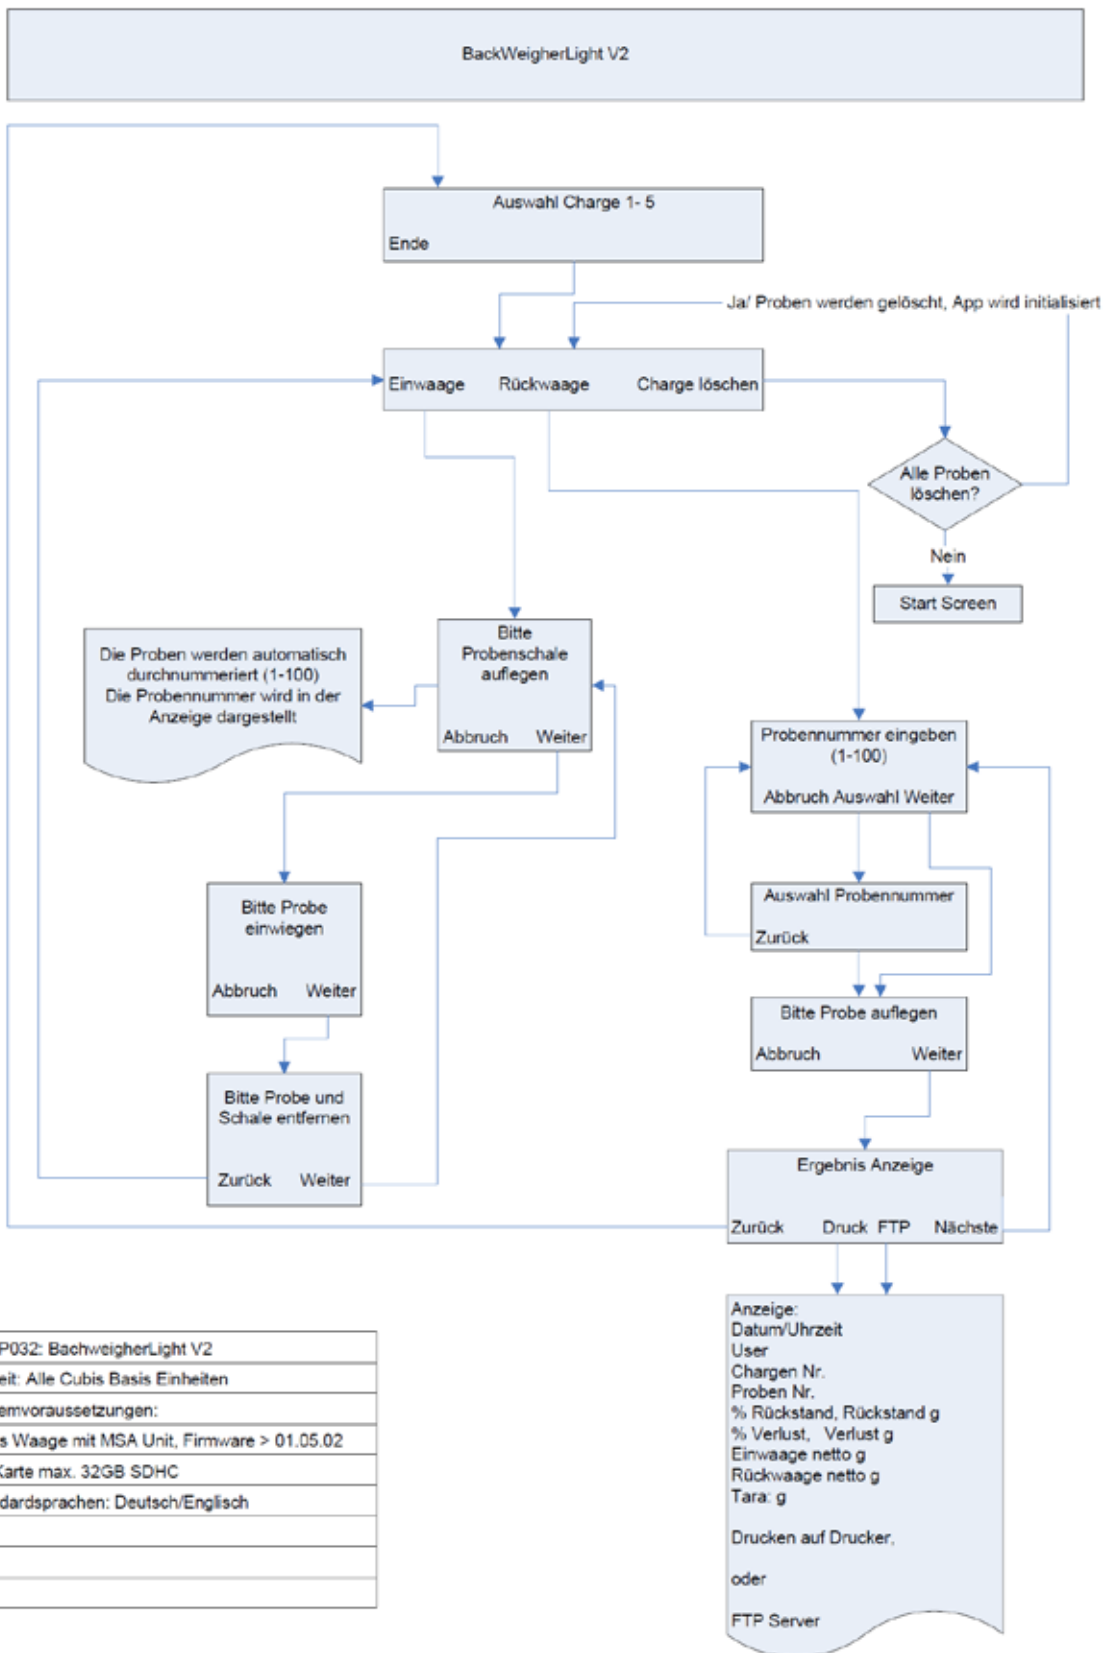 BackWeigherLight V2
Auswahl Charge 1- 5
Ende
Ja/ Proben werden gelöscht, App wird initialisiert
Einwaage Rückwaage Charge löschen
Alle Proben
löschen?
Nein
Start Screen
Bitte
Probenschale
auflegen
Abbruch Weiter
Die Proben werden automatisch
durchnummeriert (1-100)
Die Probennummer wird in der
Anzeige dargestellt
Probennummer eingeben
(1-100)
Abbruch Auswahl Weiter
Bitte Probe
einwiegen
Abbruch Weiter
Auswahl Probennummer
Zurück
Bitte Probe auflegen
Abbruch Weiter
Bitte Probe und
Schale entfernen
Zurück Weiter
Ergebnis Anzeige
Zurück Druck FTP Nächste
Anzeige:
Datum/Uhrzeit
User
Chargen Nr.
Proben Nr.
% Rückstand, Rückstand g
% Verlust, Verlust g
Einwaage netto g
Rückwaage netto g
Tara: g
Drucken auf Drucker,
oder
FTP Server
P032: BachweigherLight V2
eit: Alle Cubis Basis Einheiten
emvoraussetzungen:
s Waage mit MSA Unit, Firmware > 01.05.02
Karte max. 32GB SDHC
dardsprachen: Deutsch/Englisch